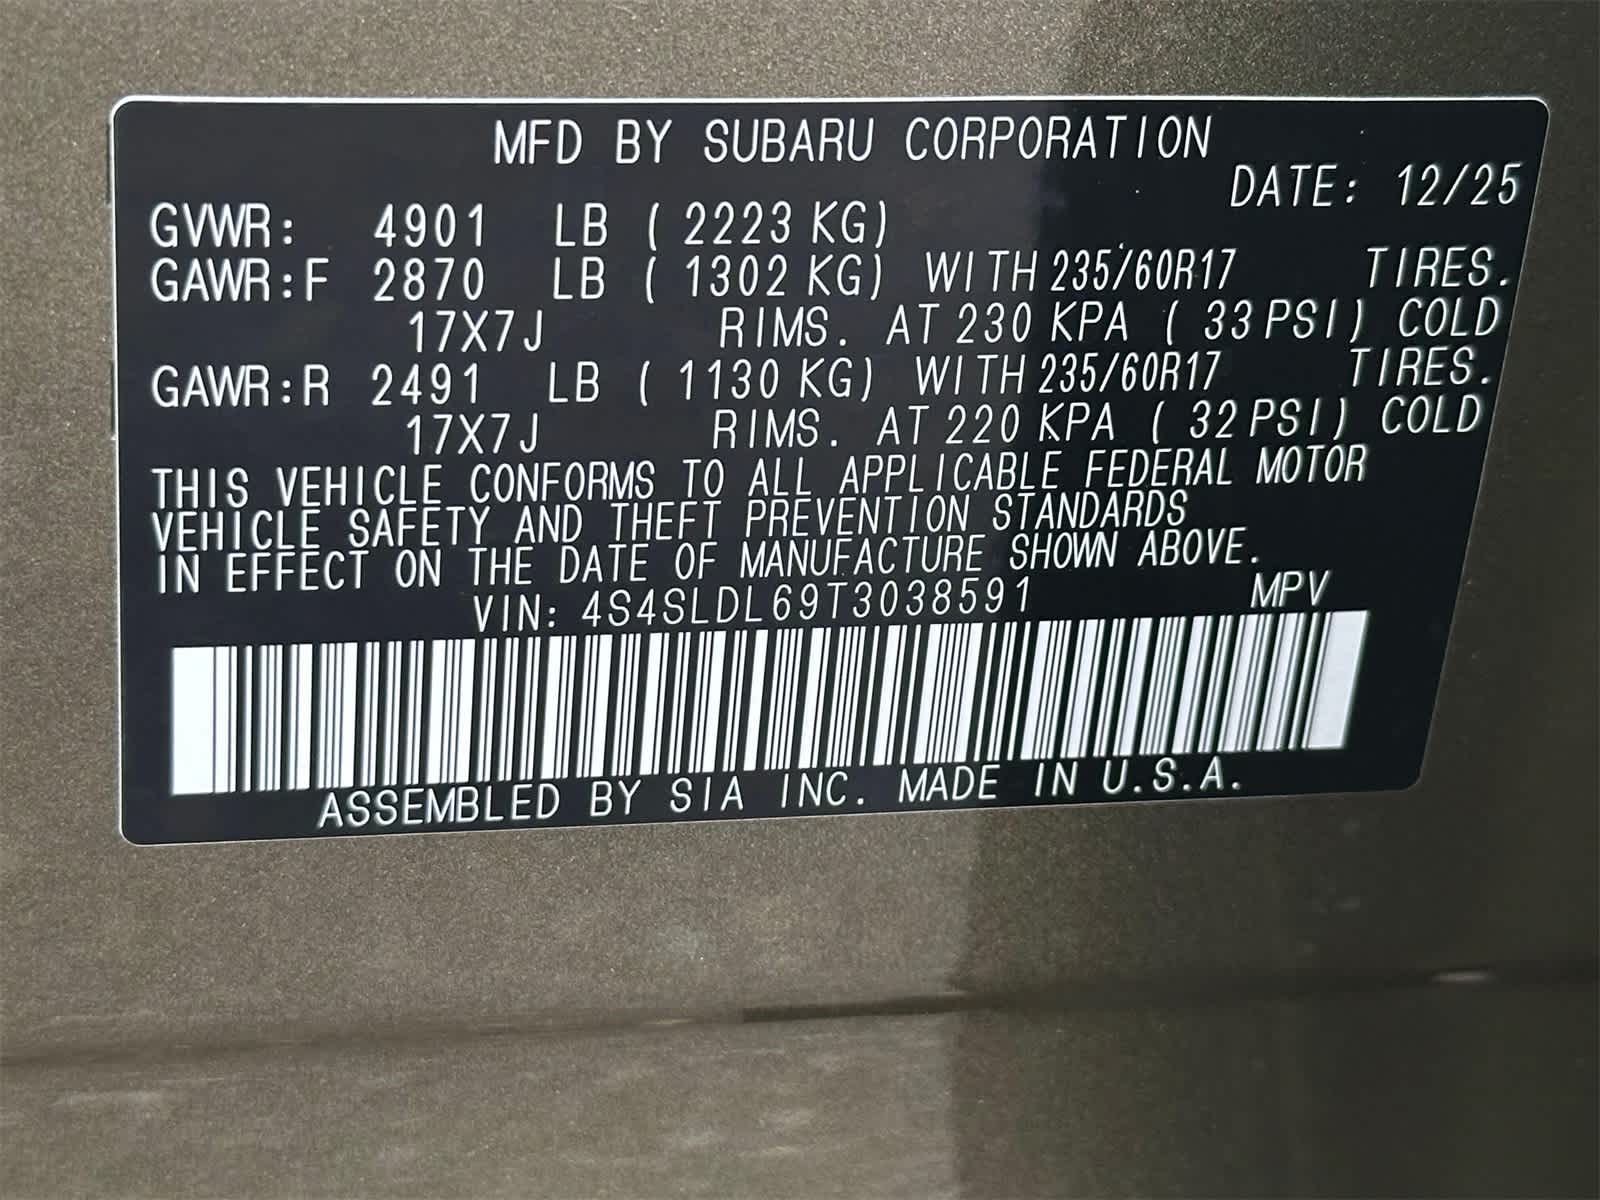 MFD BY SUBARU CORPORATION
DATE: 12/25
GVWR: 4901 LB ( 2223 KG)
GAWR:F 2870 LB ( 1302 KG) WITH 235/60R17 TIRES.
17X7J RIMS. AT 230 KPA ( 33 PSI) COLD
GAWR:R 2491 LB ( 1130 KG) WITH 235/60R17 TIRES.
17X7J RIMS. AT 220 KPA ( 32 PSI) COLD
THIS VEHICLE CONFORMS TO ALL APPLICABLE FEDERAL MOTOR
VEHICLE SAFETY AND THEFT PREVENTION STANDARDS
IN EFFECT ON THE DATE OF MANUFACTURE SHOWN ABOVE.
VIN: 4S4SLDL69T3038591 MPV
ASSEMBLED BY SIA INC. MADE IN U.S.A.